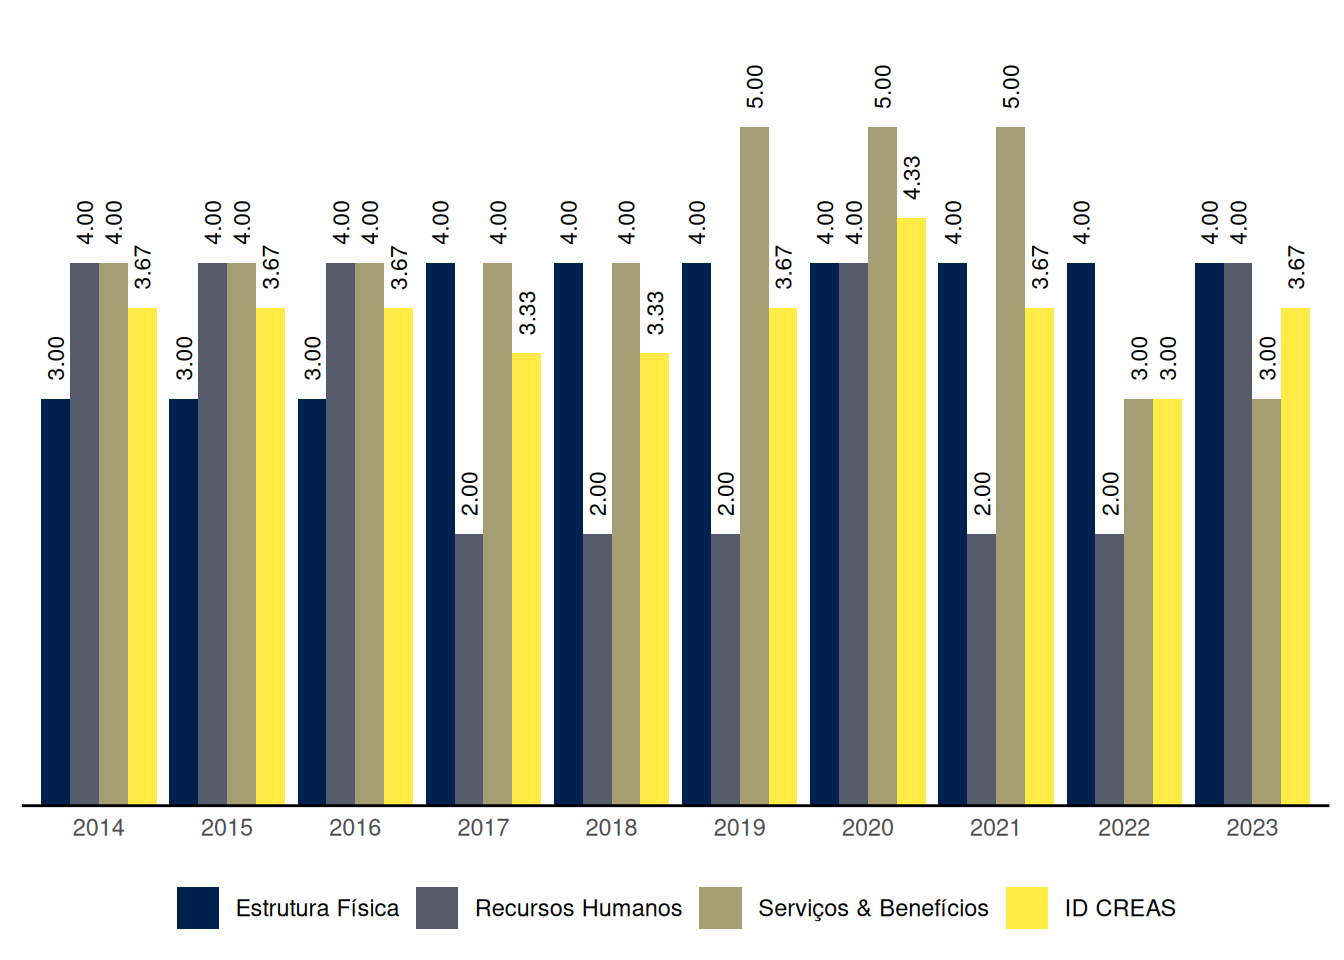 5.00 5.00 5.00
4.33
4.00 4.00 4.00 4.00 4.00 4.00 4.00 4.00 4.00 4.00 4.00 4.00 4.00 4.00 4.00 4.00 4.00
3.67 3.67 3.67 3.67 3.67 3.67
3.33 3.33
3.00 3.00 3.00 3.00 3.00 3.00
2.00 2.00 2.00 2.00 2.00
2014 2015 2016 2017 2018 2019 2020 2021 2022 2023
Estrutura Física Recursos Humanos Serviços & Benefícios ID CREAS